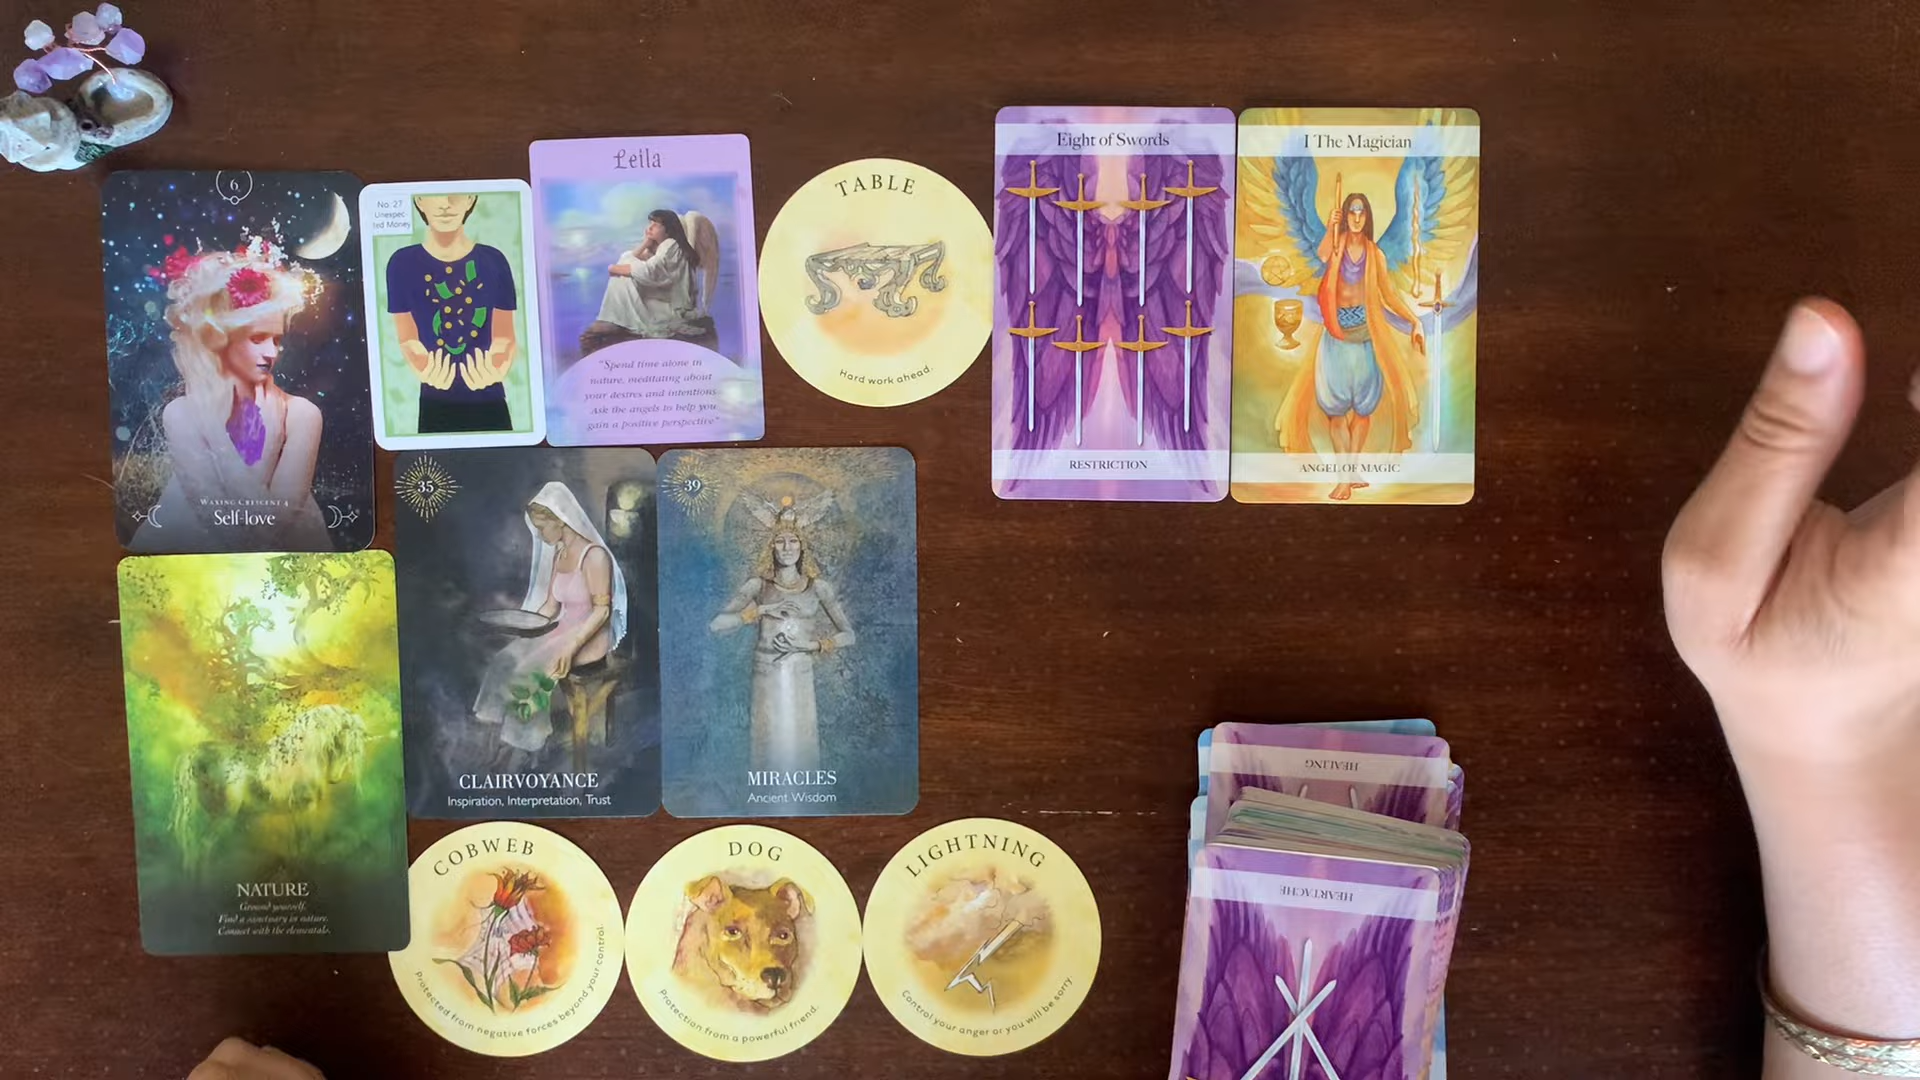 6
WAXING CRESCENT 4
Self-love
No. 27
Unexpec-
ted Money
Leila
"Spend time alone in
nature, meditating about
your desires and intentions
Ask the angels to help you
gain a positive perspective"
TABLE
Hard work ahead.
Eight of Swords
RESTRICTION
I The Magician
ANGEL OF MAGIC
NATURE
Ground yourself.
Find a sanctuary in nature.
Connect with the elementals.
35
CLAIRVOYANCE
Inspiration, Interpretation, Trust
39
MIRACLES
Ancient Wisdom
COBWEB
Protected from negative forces beyond your control.
DOG
Protection from a powerful friend.
LIGHTNING
Control your anger or you will be sorry
HEALING
HEARTACHE